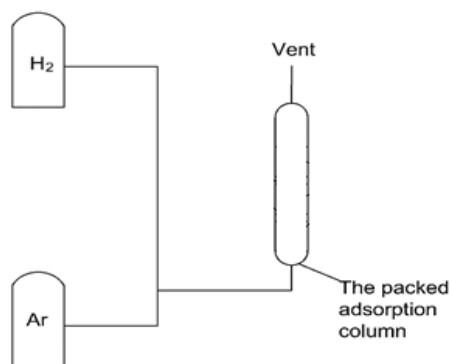 H₂
Vent
Ar
The packed
adsorption
column